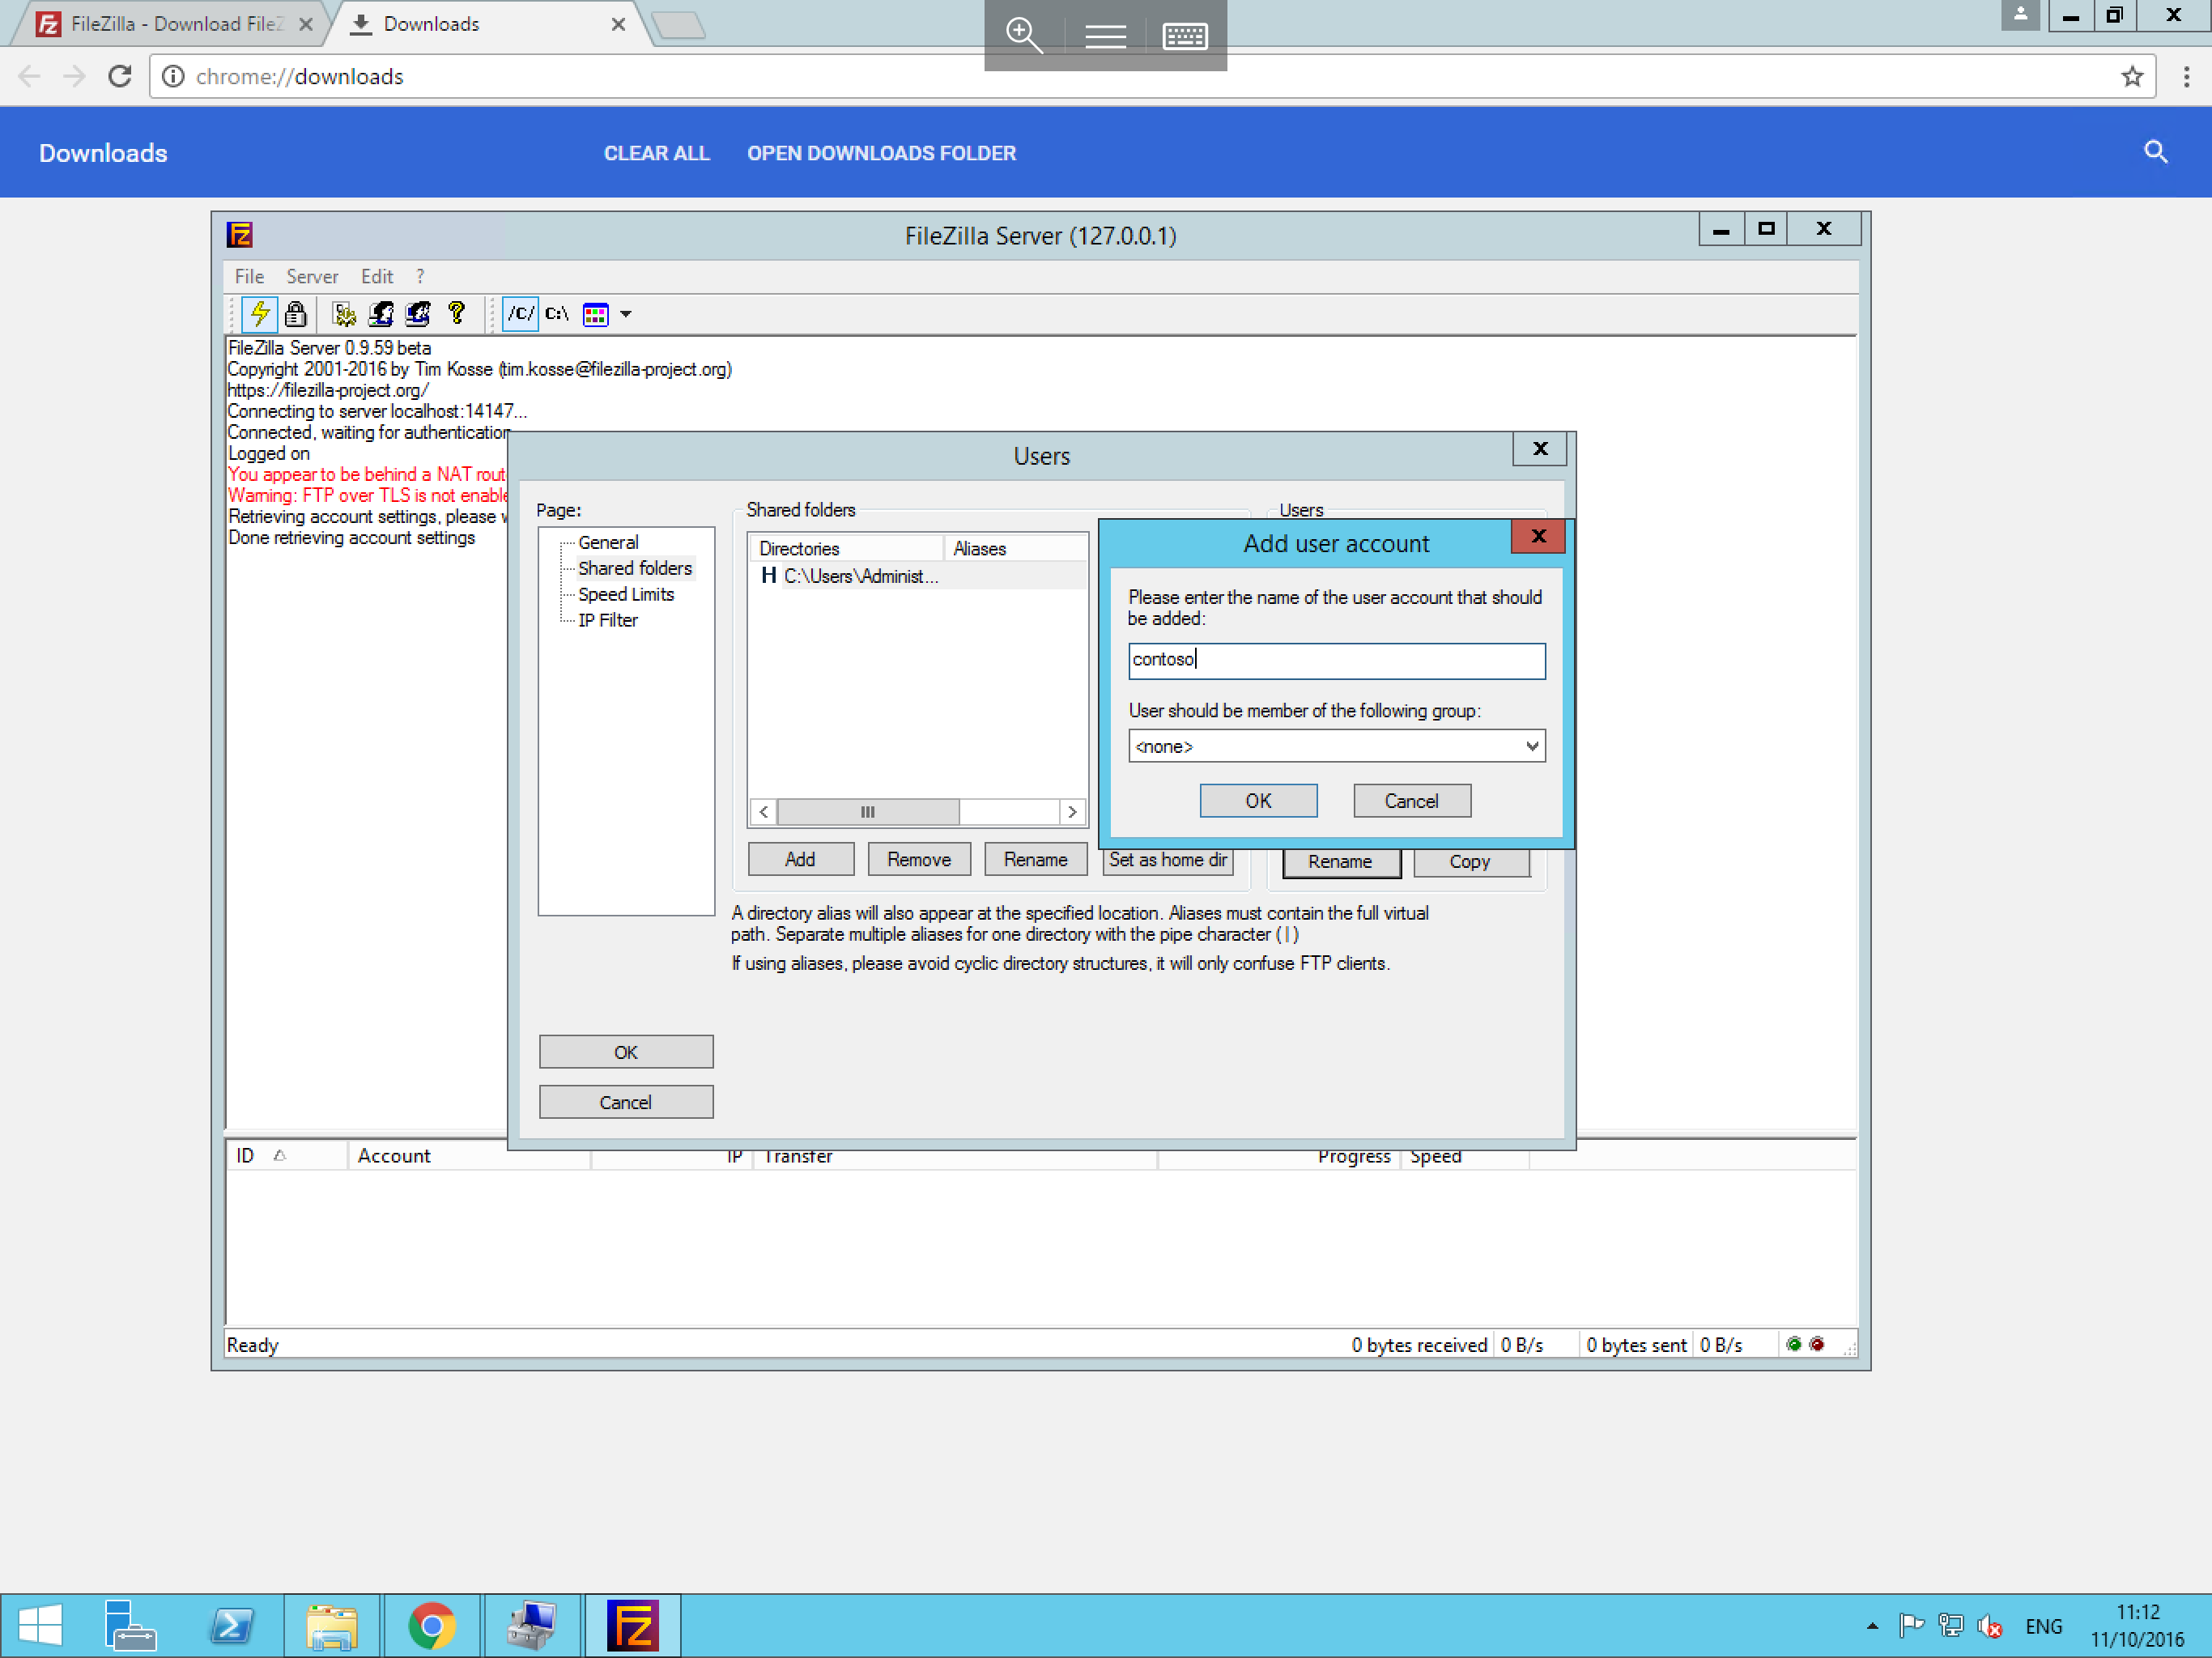 FileZilla - Download FileZ
Downloads
chrome://downloads
Downloads
CLEAR ALL
OPEN DOWNLOADS FOLDER
FileZilla Server (127.0.0.1)
File Server Edit ?
/C/ C:\
FileZilla Server 0.9.59 beta
Copyright 2001-2016 by Tim Kosse (tim.kosse@filezilla-project.org)
https://filezilla-project.org/
Connecting to server localhost:14147...
Connected, waiting for authentication
Logged on
You appear to be behind a NAT rout
Warning: FTP over TLS is not enable
Retrieving account settings, please w
Done retrieving account settings
Users
Page:
General
Shared folders
Speed Limits
IP Filter
Shared folders
Directories Aliases
H C:\Users\Administ...
Add Remove Rename Set as home dir
Users
Rename Copy
Add user account
Please enter the name of the user account that should
be added:
contoso
User should be member of the following group:
<none>
OK Cancel
A directory alias will also appear at the specified location. Aliases must contain the full virtual
path. Separate multiple aliases for one directory with the pipe character (|)
If using aliases, please avoid cyclic directory structures, it will only confuse FTP clients.
OK
Cancel
ID Account IP Transfer Progress Speed
Ready 0 bytes received 0 B/s 0 bytes sent 0 B/s
ENG
11:12
11/10/2016